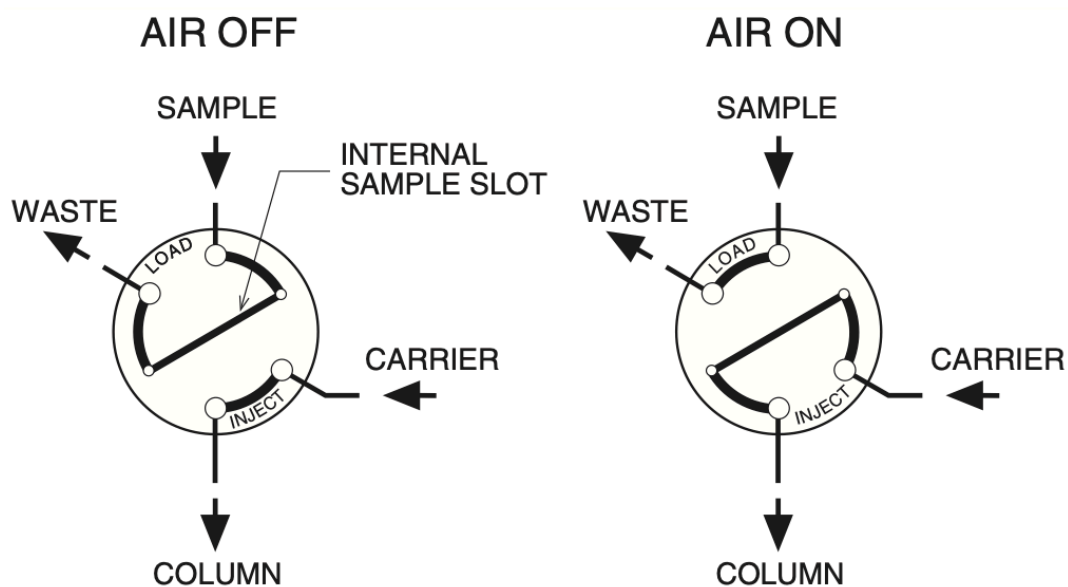 AIR OFF
SAMPLE
INTERNAL
SAMPLE SLOT
WASTE
LOAD
CARRIER
INJECT
COLUMN
AIR ON
SAMPLE
WASTE
LOAD
CARRIER
INJECT
COLUMN